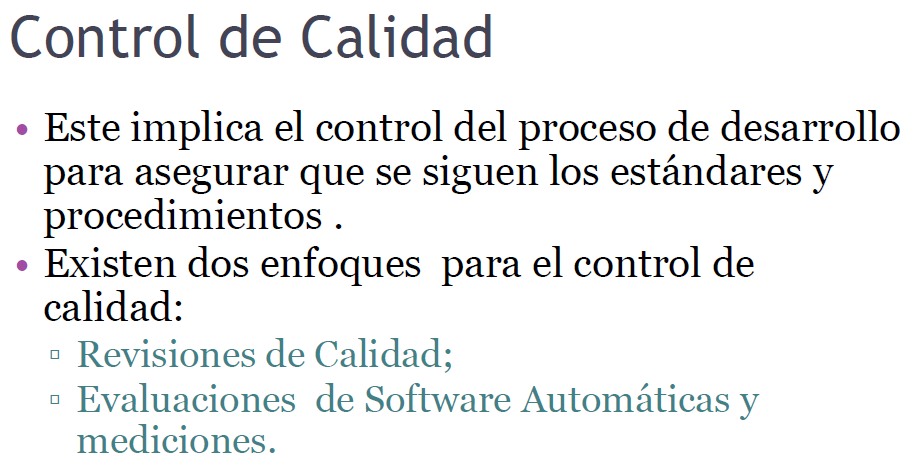 Control de Calidad
• Este implica el control del proceso de desarrollo
para asegurar que se siguen los estándares y
procedimientos .
• Existen dos enfoques  para el control de
calidad:
▫ Revisiones de Calidad;
▫ Evaluaciones  de Software Automáticas y
mediciones.